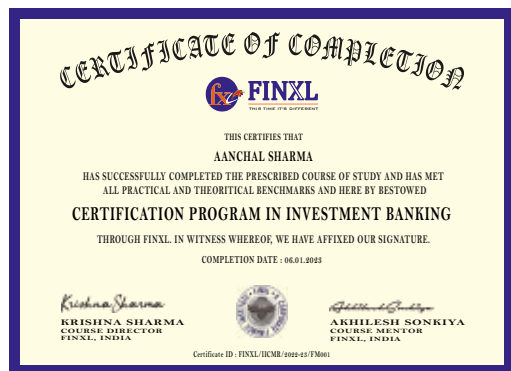 CERTIFICATE OF COMPLETION
fx FINXL
THIS TIME IT'S DIFFERENT
THIS CERTIFIES THAT
AANCHAL SHARMA
HAS SUCCESSFULLY COMPLETED THE PRESCRIBED COURSE OF STUDY AND HAS MET
ALL PRACTICAL AND THEORITICAL BENCHMARKS AND HERE BY BESTOWED
CERTIFICATION PROGRAM IN INVESTMENT BANKING
THROUGH FINXL. IN WITNESS WHEREOF, WE HAVE AFFIXED OUR SIGNATURE.
COMPLETION DATE : 06.01.2023
Krishna Sharma
KRISHNA SHARMA
COURSE DIRECTOR
FINXL, INDIA
AKHILESH SONKIYA
COURSE MENTOR
FINXL, INDIA
Certificate ID : FINXL/IICMR/2022-23/FM001